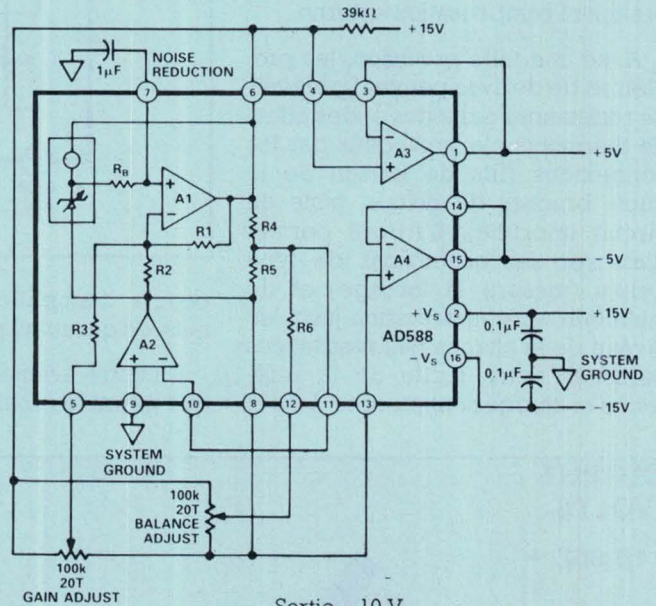 39kΩ
+15V
1µF
NOISE
REDUCTION
7
6
4
3
RB
A1
+
−
R1
R2
R3
R4
R5
R6
A2
+
−
A3
−
+
1
+5V
14
A4
−
+
15
5V
AD588
+VS
2
+15V
0.1µF
SYSTEM
GROUND
−VS
16
0.1µF
−15V
5
9
10
8
12
11
13
SYSTEM
GROUND
100k
20T
BALANCE
ADJUST
100k
20T
GAIN ADJUST